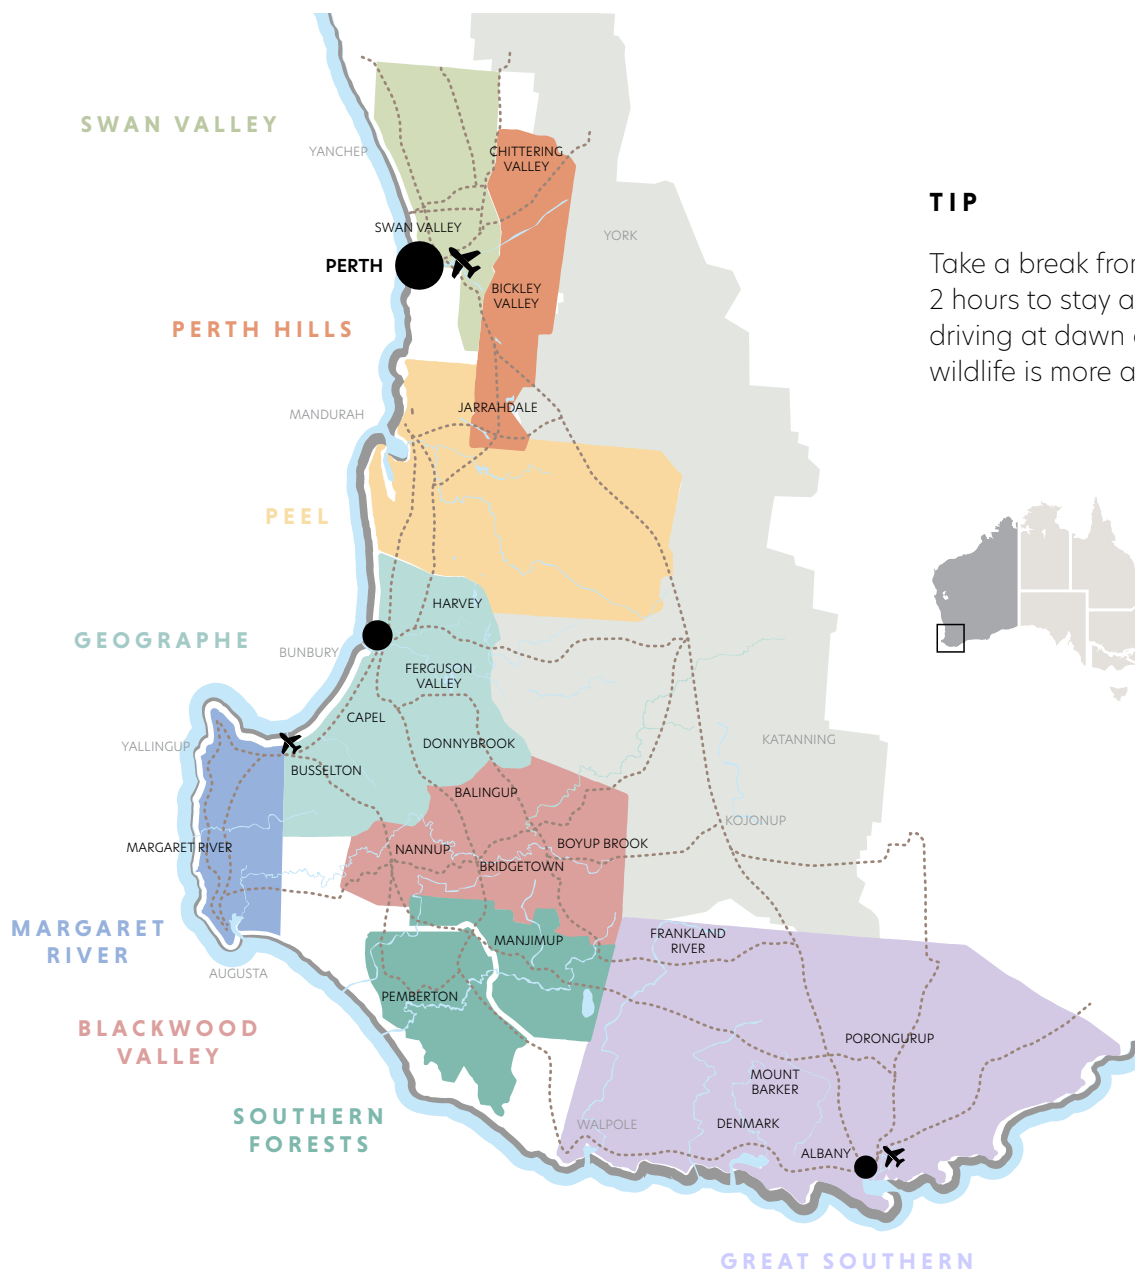 SWAN VALLEY
YANCHEP
CHITTERING
VALLEY
SWAN VALLEY
PERTH
YORK
BICKLEY
VALLEY
PERTH HILLS
JARRAHDALE
MANDURAH
PEEL
HARVEY
GEOGRAPHE
BUNBURY
FERGUSON
VALLEY
CAPEL
DONNYBROOK
YALLINGUP
BUSSELTON
KATANNING
BALINGUP
KOJONUP
MARGARET RIVER
NANNUP
BOYUP BROOK
BRIDGETOWN
MARGARET
RIVER
MANJIMUP
FRANKLAND
RIVER
AUGUSTA
PEMBERTON
BLACKWOOD
VALLEY
PORONGURUP
MOUNT
BARKER
SOUTHERN
FORESTS
WALPOLE
DENMARK
ALBANY
GREAT SOUTHERN
TIP
Take a break from
2 hours to stay a
driving at dawn
wildlife is more a